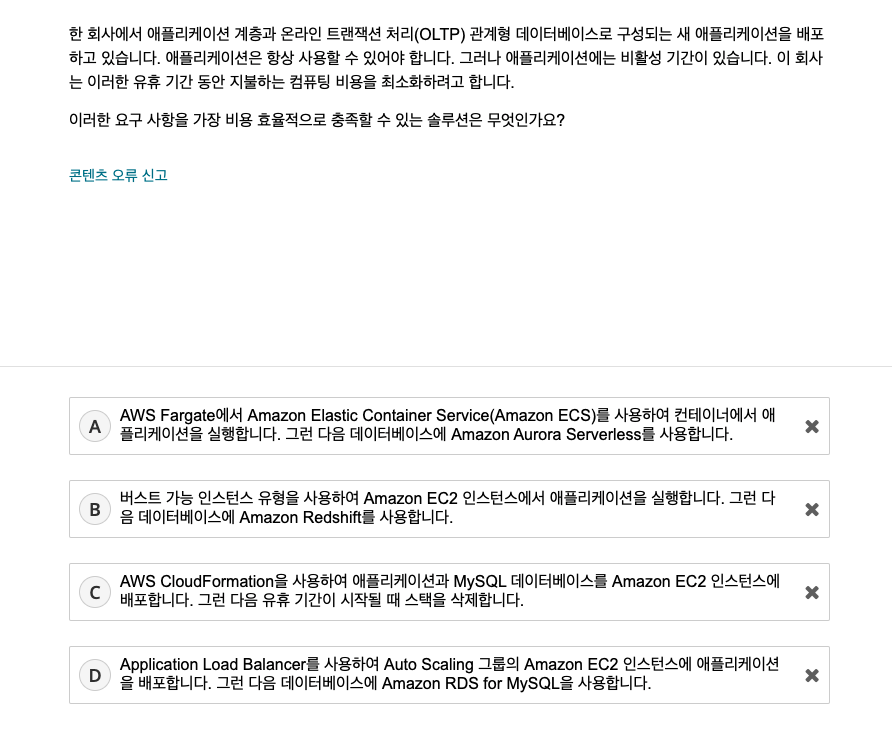 한 회사에서 애플리케이션 계층과 온라인 트랜잭션 처리(OLTP) 관계형 데이터베이스로 구성되는 새 애플리케이션을 배포
하고 있습니다. 애플리케이션은 항상 사용할 수 있어야 합니다. 그러나 애플리케이션에는 비활성 기간이 있습니다. 이 회사
는 이러한 유휴 기간 동안 지불하는 컴퓨팅 비용을 최소화하려고 합니다.
이러한 요구 사항을 가장 비용 효율적으로 충족할 수 있는 솔루션은 무엇인가요?
콘텐츠 오류 신고
A
AWS Fargate에서 Amazon Elastic Container Service(Amazon ECS)를 사용하여 컨테이너에서 애
플리케이션을 실행합니다. 그런 다음 데이터베이스에 Amazon Aurora Serverless를 사용합니다.
B
버스트 가능 인스턴스 유형을 사용하여 Amazon EC2 인스턴스에서 애플리케이션을 실행합니다. 그런 다
음 데이터베이스에 Amazon Redshift를 사용합니다.
C
AWS CloudFormation을 사용하여 애플리케이션과 MySQL 데이터베이스를 Amazon EC2 인스턴스에
배포합니다. 그런 다음 유휴 기간이 시작될 때 스택을 삭제합니다.
D
Application Load Balancer를 사용하여 Auto Scaling 그룹의 Amazon EC2 인스턴스에 애플리케이션
을 배포합니다. 그런 다음 데이터베이스에 Amazon RDS for MySQL을 사용합니다.